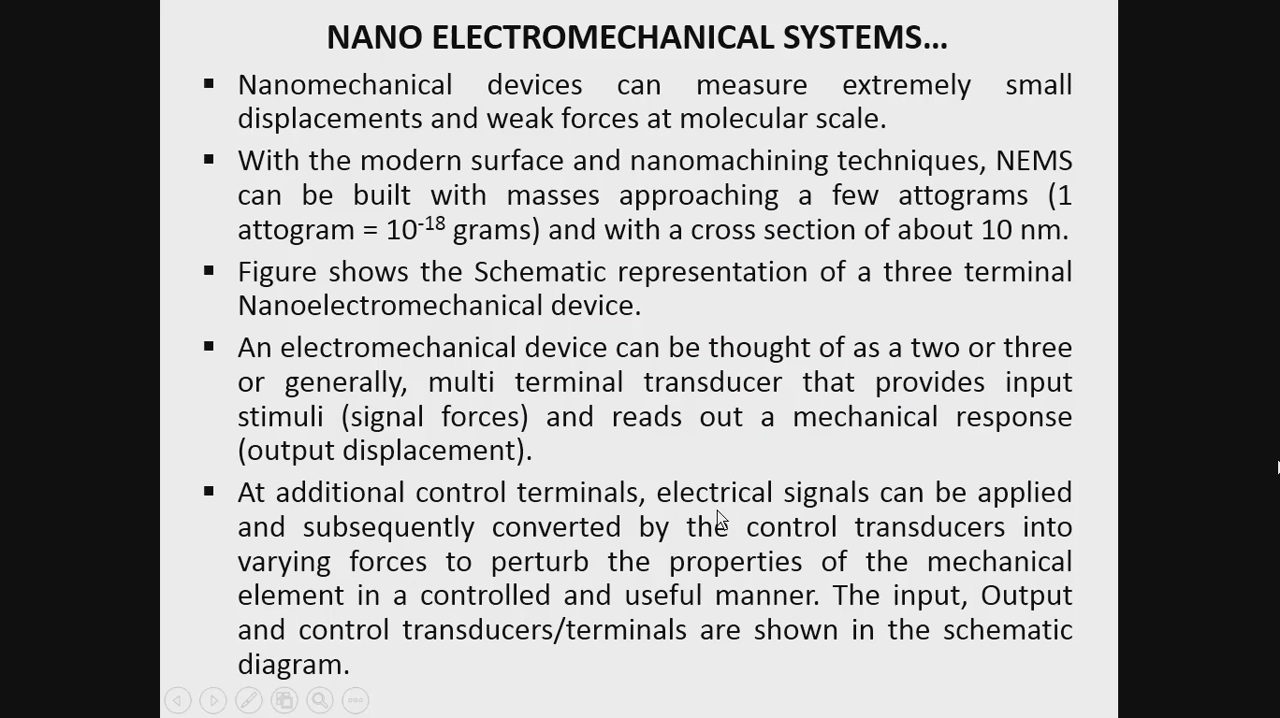 NANO ELECTROMECHANICAL SYSTEMS...
▪ Nanomechanical devices can measure extremely small
displacements and weak forces at molecular scale.
▪ With the modern surface and nanomachining techniques, NEMS
can be built with masses approaching a few attograms (1
attogram = 10⁻¹⁸ grams) and with a cross section of about 10 nm.
▪ Figure shows the Schematic representation of a three terminal
Nanoelectromechanical device.
▪ An electromechanical device can be thought of as a two or three
or generally, multi terminal transducer that provides input
stimuli (signal forces) and reads out a mechanical response
(output displacement).
▪ At additional control terminals, electrical signals can be applied
and subsequently converted by the control transducers into
varying forces to perturb the properties of the mechanical
element in a controlled and useful manner. The input, Output
and control transducers/terminals are shown in the schematic
diagram.